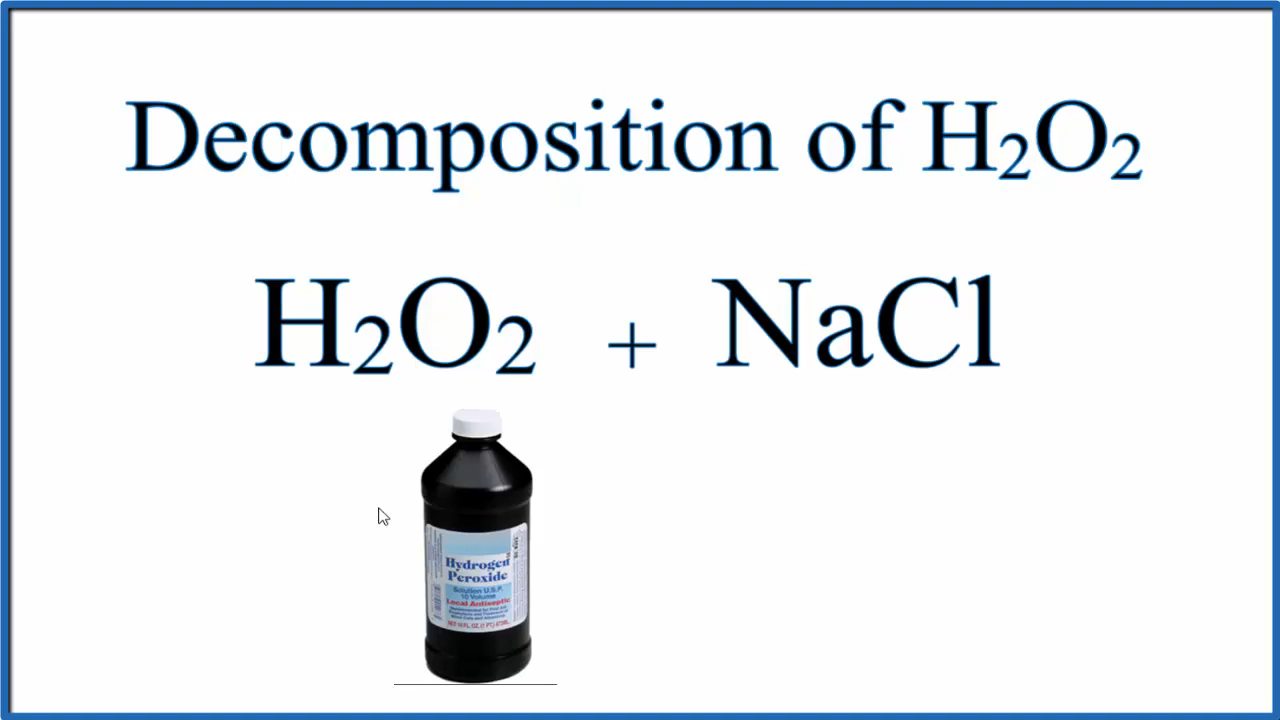 Decomposition of H₂O₂
H₂O₂ + NaCl
Hydrogen
Peroxide
Solution U.S.P.
10 Volume
Local Antiseptic